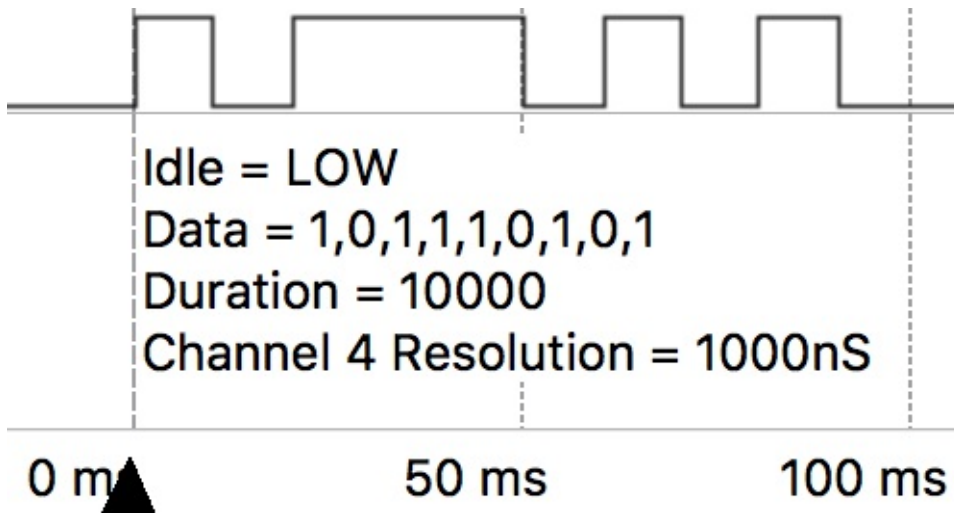 Idle = LOW
Data = 1,0,1,1,1,0,1,0,1
Duration = 10000
Channel 4 Resolution = 1000nS
0 ms 50 ms 100 ms